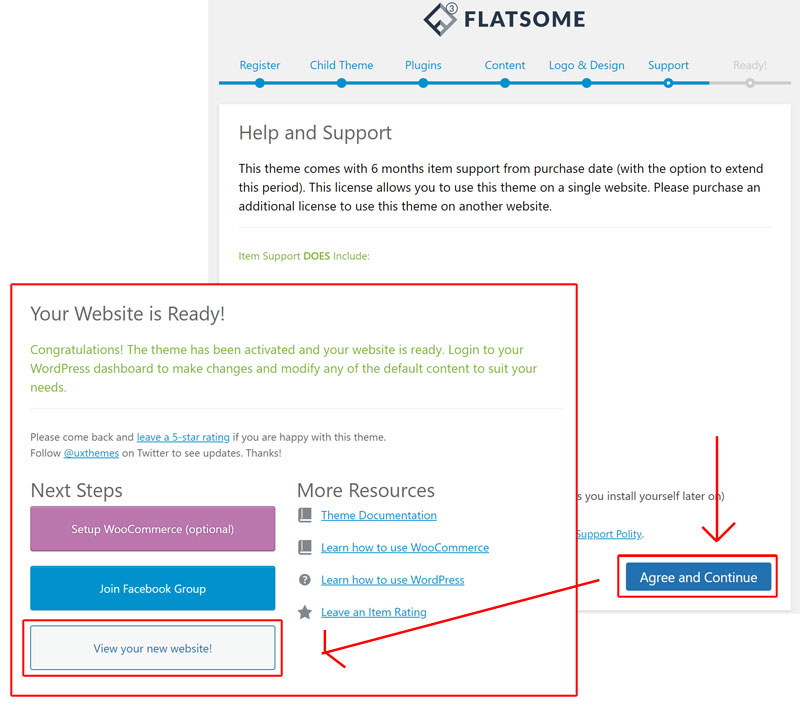 3
FLATSOME
Register Child Theme Plugins Content Logo & Design Support Ready!
Help and Support
This theme comes with 6 months item support from purchase date (with the option to extend
this period). This license allows you to use this theme on a single website. Please purchase an
additional license to use this theme on another website.
Item Support DOES Include:
s you install yourself later on)
Support Polity.
Agree and Continue
Your Website is Ready!
Congratulations! The theme has been activated and your website is ready. Login to your
WordPress dashboard to make changes and modify any of the default content to suit your
needs.
Please come back and leave a 5-star rating if you are happy with this theme.
Follow @uxthemes on Twitter to see updates. Thanks!
Next Steps
Setup WooCommerce (optional)
Join Facebook Group
View your new website!
More Resources
Theme Documentation
Learn how to use WooCommerce
Learn how to use WordPress
Leave an Item Rating